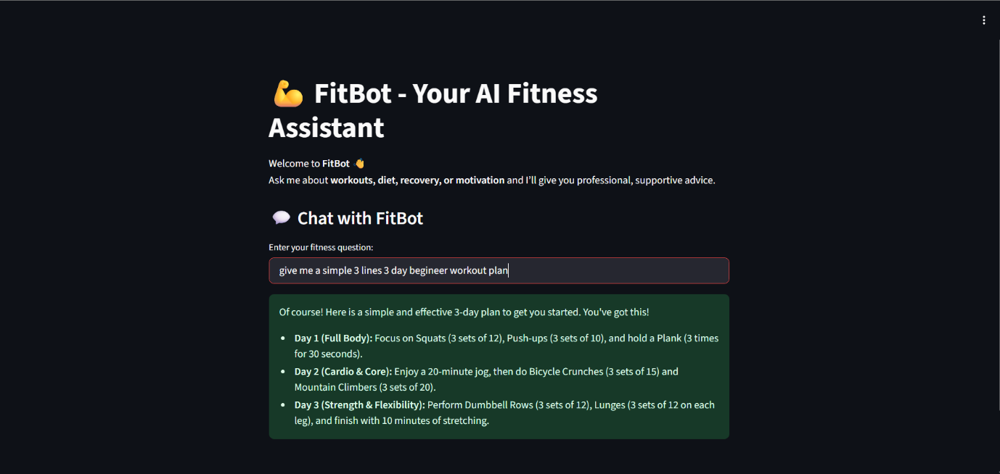 💪 FitBot - Your AI Fitness
Assistant
Welcome to FitBot 👋
Ask me about workouts, diet, recovery, or motivation and I'll give you professional, supportive advice.
💬 Chat with FitBot
Enter your fitness question:
give me a simple 3 lines 3 day begineer workout plan
Of course! Here is a simple and effective 3-day plan to get you started. You've got this!
• Day 1 (Full Body): Focus on Squats (3 sets of 12), Push-ups (3 sets of 10), and hold a Plank (3 times
for 30 seconds).
• Day 2 (Cardio & Core): Enjoy a 20-minute jog, then do Bicycle Crunches (3 sets of 15) and
Mountain Climbers (3 sets of 20).
• Day 3 (Strength & Flexibility): Perform Dumbbell Rows (3 sets of 12), Lunges (3 sets of 12 on each
leg), and finish with 10 minutes of stretching.